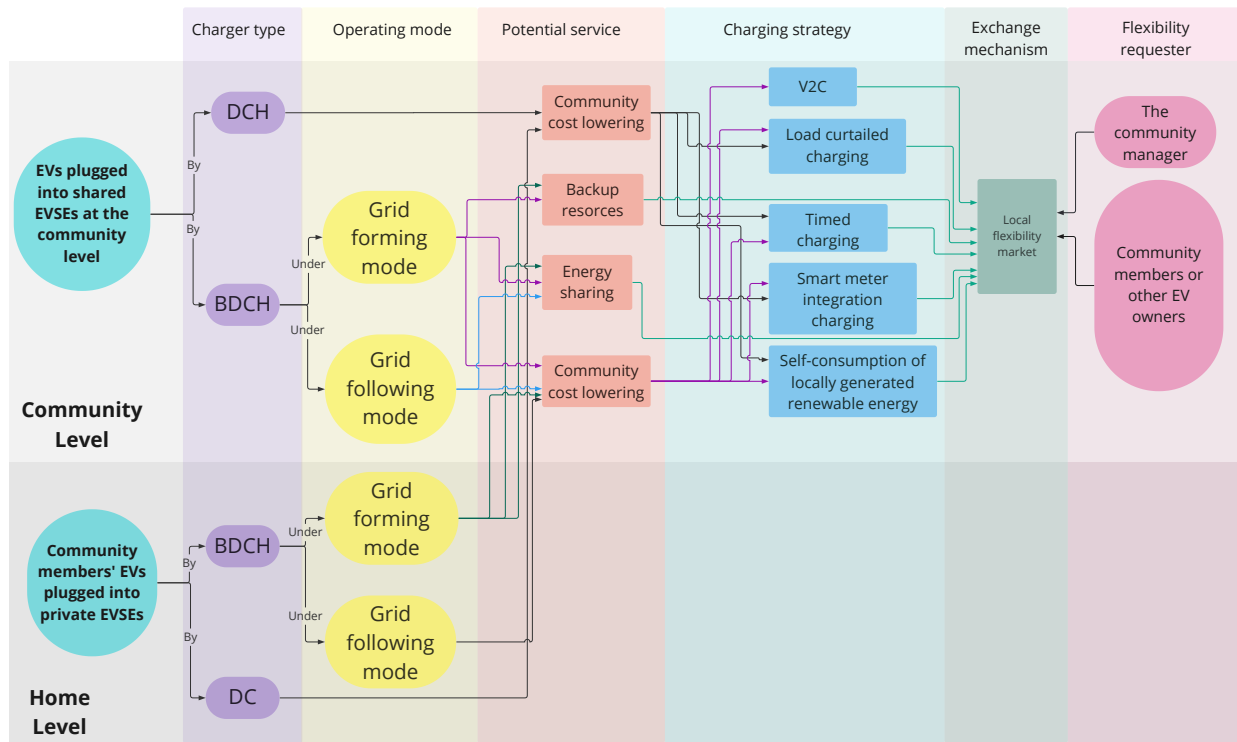 Charger type
Operating mode
Potential service
Charging strategy
Exchange
mechanism
Flexibility
requester
EVs plugged
into shared
EVSEs at the
community
level
By
By
DCH
BDCH
Under
Under
Grid
forming
mode
Grid
following
mode
Community
cost lowering
Backup
resorces
Energy
sharing
Community
cost lowering
V2C
Load curtailed
charging
Timed
charging
Smart meter
integration
charging
Self-consumption of
locally generated
renewable energy
Local
flexibility
market
The
community
manager
Community
members or
other EV
owners
Community
Level
Community
members' EVs
plugged into
private EVSEs
By
By
BDCH
DC
Under
Under
Grid
forming
mode
Grid
following
mode
Home
Level